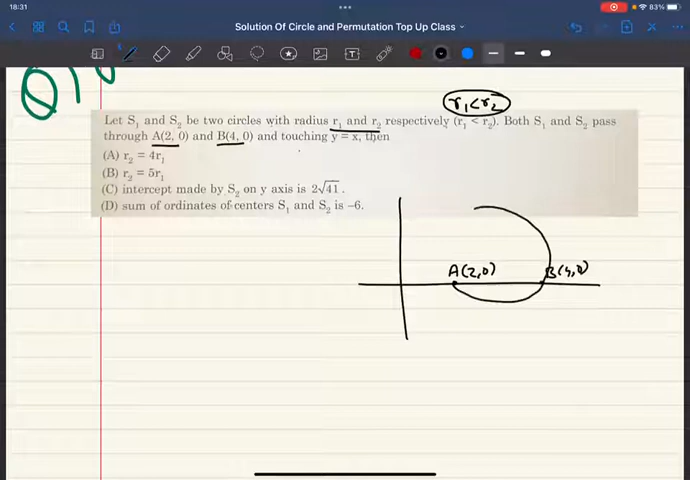 18:31
83%
Solution Of Circle and Permutation Top Up Class
r₁<r₂
Let S₁ and S₂ be two circles with radius r₁ and r₂ respectively (r₁ < r₂). Both S₁ and S₂ pass
through A(2, 0) and B(4, 0) and touching y = x, then
(A) r₂ = 4r₁
(B) r₂ = 5r₁
(C) intercept made by S₂ on y axis is 2√41.
(D) sum of ordinates of centers S₁ and S₂ is –6.
A(2,0) B(4,0)